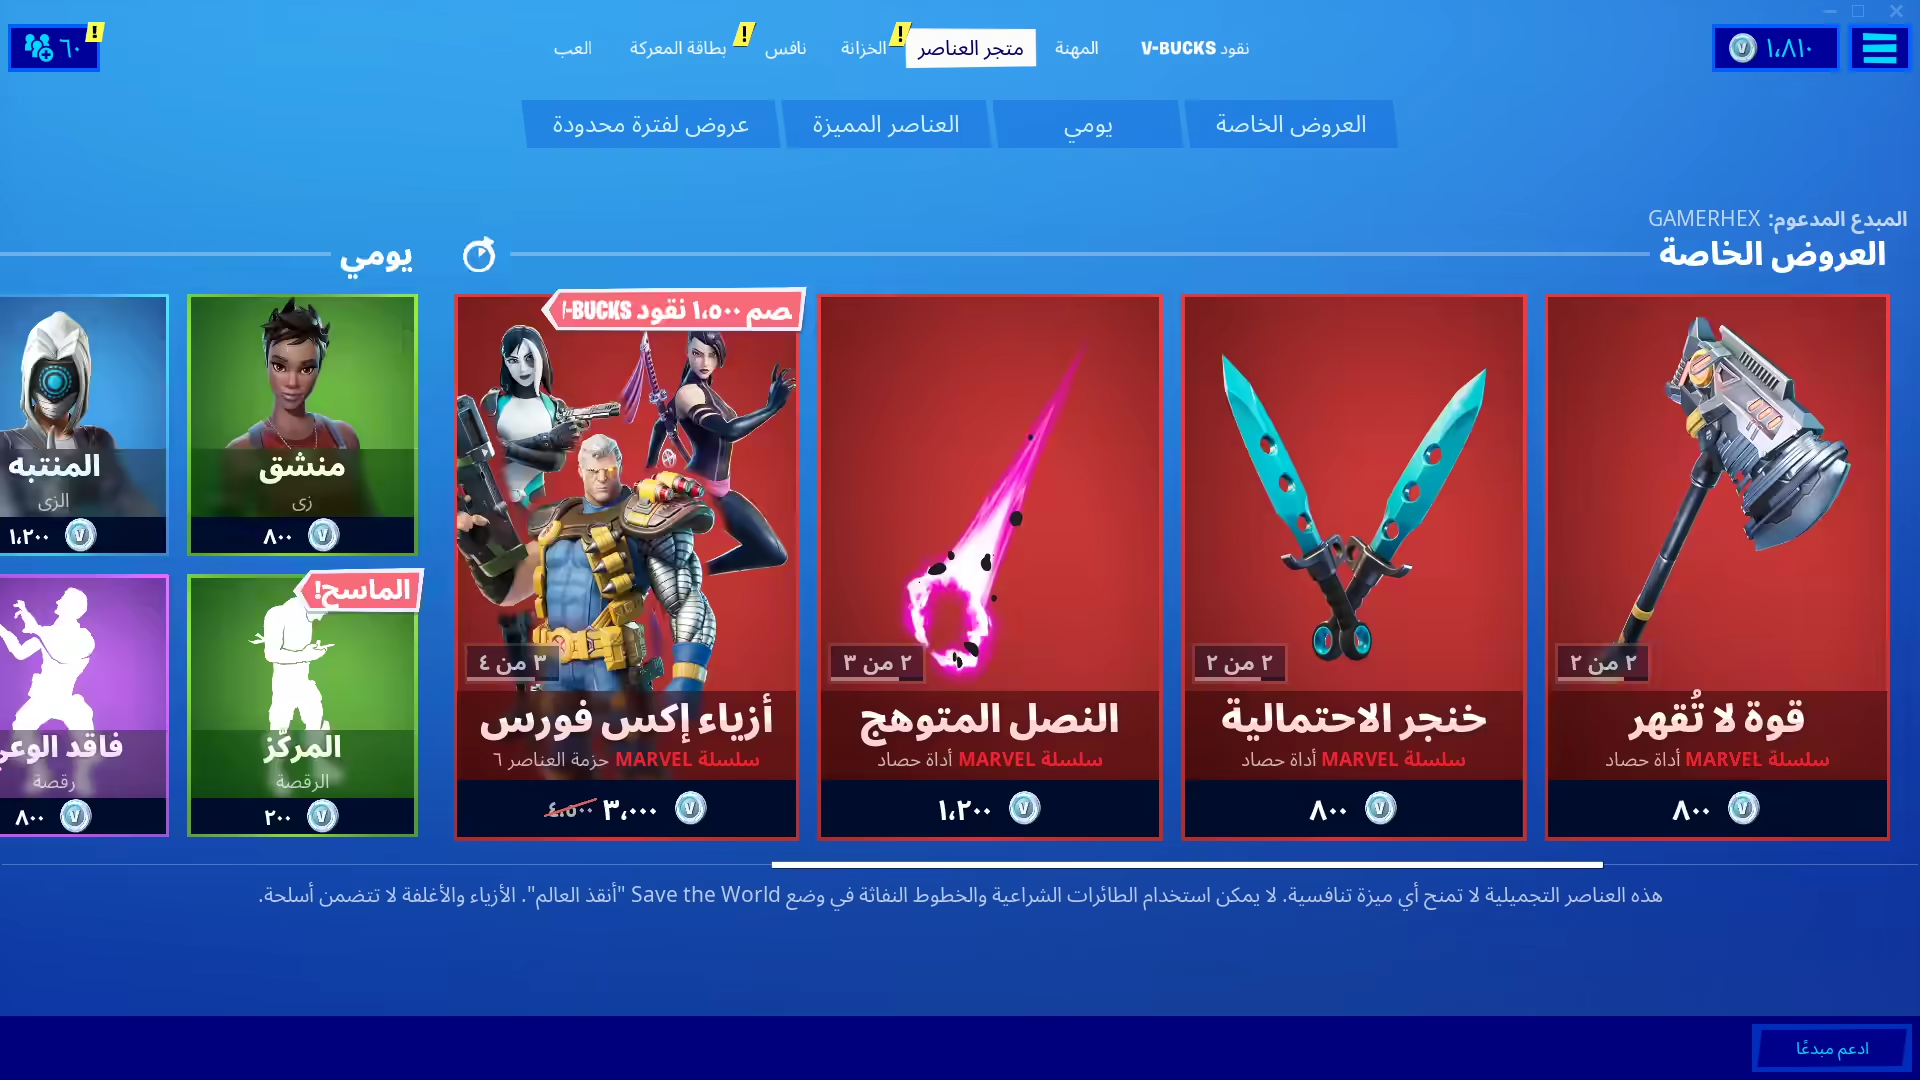 ١،٨١٠
نقود V-BUCKS
المهنة
متجر العناصر
الخزانة
نافس
بطاقة المعركة
العب
!
!
٦٠
!
العروض الخاصة
يومي
العناصر المميزة
عروض لفترة محدودة
المبدع المدعوم: GAMERHEX
العروض الخاصة
٢ من ٢
قوة لا تُقهر
سلسلة MARVEL أداة حصاد
٨٠٠
٢ من ٢
خنجر الاحتمالية
سلسلة MARVEL أداة حصاد
٨٠٠
٢ من ٣
النصل المتوهج
سلسلة MARVEL أداة حصاد
١،٢٠٠
صم ١،٥٠٠ نقود -BUCKS
٣ من ٤
أزياء إكس فورس
سلسلة MARVEL حزمة العناصر ٦
٣،٠٠٠ ٤،٥٠٠
يومي
منشق
زى
٨٠٠
المنتبه
الزى
١،٢٠٠
الماسح!
المركّز
الرقصة
٢٠٠
فاقد الوعي
رقصة
٨٠٠
هذه العناصر التجميلية لا تمنح أي ميزة تنافسية. لا يمكن استخدام الطائرات الشراعية والخطوط النفاثة في وضع Save the World "أنقذ العالم". الأزياء والأغلفة لا تتضمن أسلحة.
ادعم مبدعًا